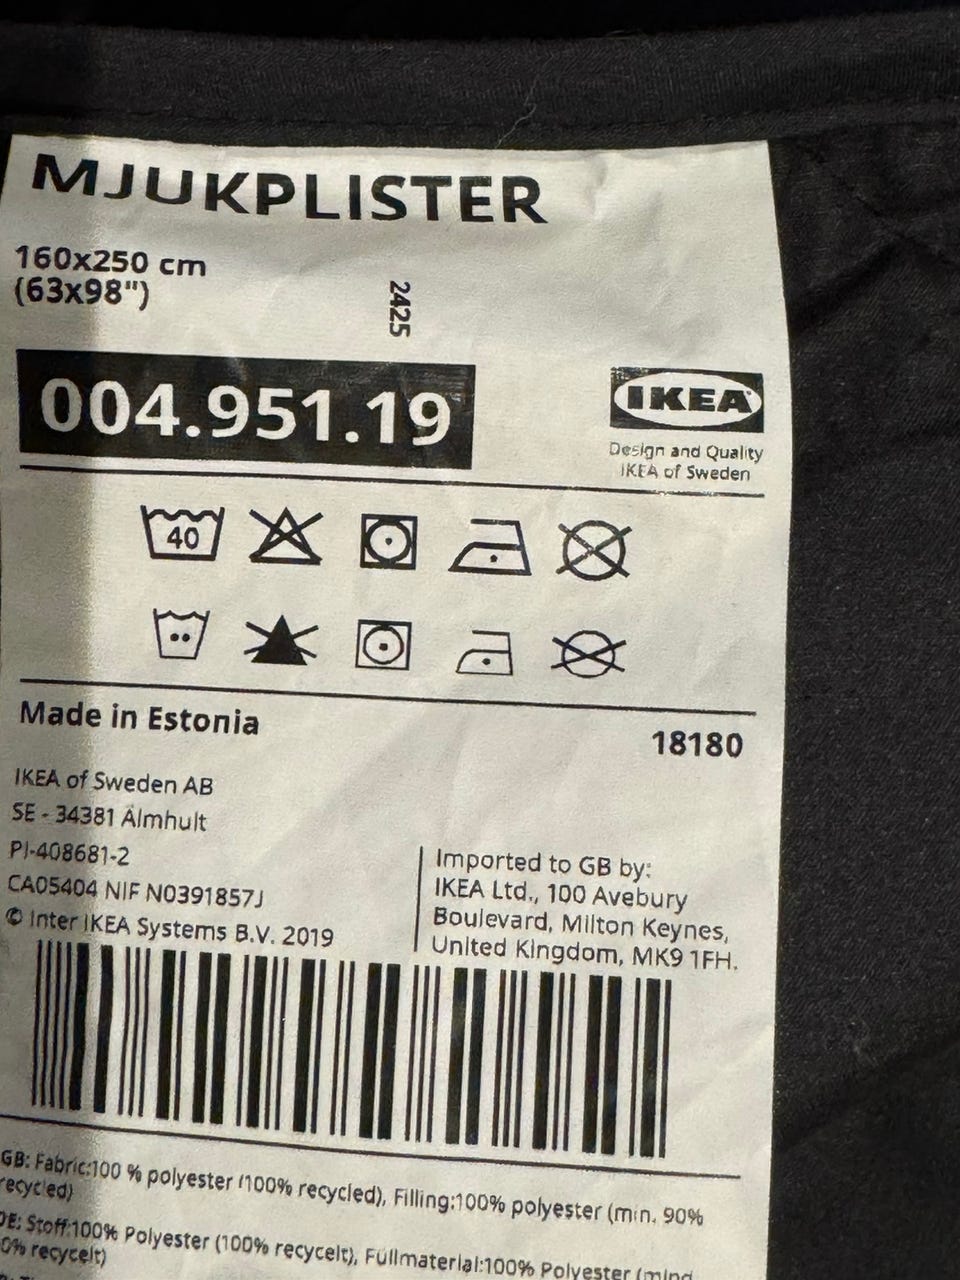 MJUKPLISTER
160x250 cm
(63x98")
2425
004.951.19
IKEA
Design and Quality
IKEA of Sweden
40
Made in Estonia
18180
IKEA of Sweden AB
SE - 34381 Älmhult
PI-408681-2
CA05404 NIF N0391857J
© Inter IKEA Systems B.V. 2019
Imported to GB by:
IKEA Ltd., 100 Avebury
Boulevard, Milton Keynes,
United Kingdom, MK9 1FH.
GB: Fabric:100 % polyester (100% recycled), Filling:100% polyester (min. 90%
recycled)
DE: Stoff:100% Polyester (100% recycelt), Füllmaterial:100% Polyester (mind.
recycelt)